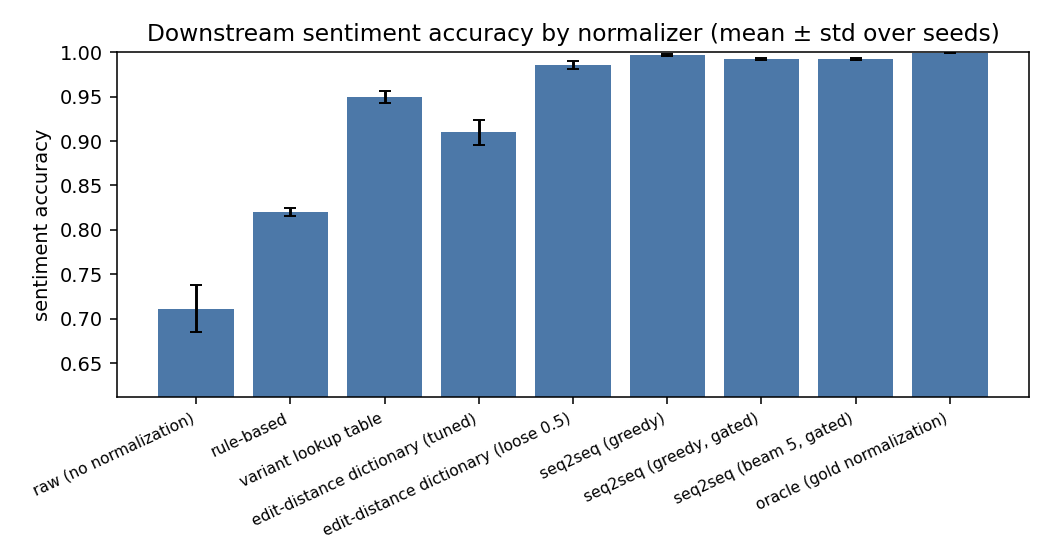 Downstream sentiment accuracy by normalizer (mean ± std over seeds)
sentiment accuracy
1.00
0.95
0.90
0.85
0.80
0.75
0.70
0.65
raw (no normalization)
rule-based
variant lookup table
edit-distance dictionary (tuned)
edit-distance dictionary (loose 0.5)
seq2seq (greedy)
seq2seq (greedy, gated)
seq2seq (beam 5, gated)
oracle (gold normalization)